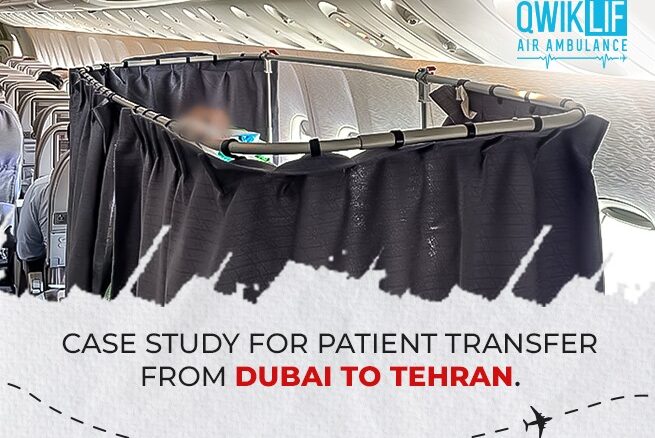 QWIKLIF
AIR AMBULANCE
CASE STUDY FOR PATIENT TRANSFER
FROM DUBAI TO TEHRAN.